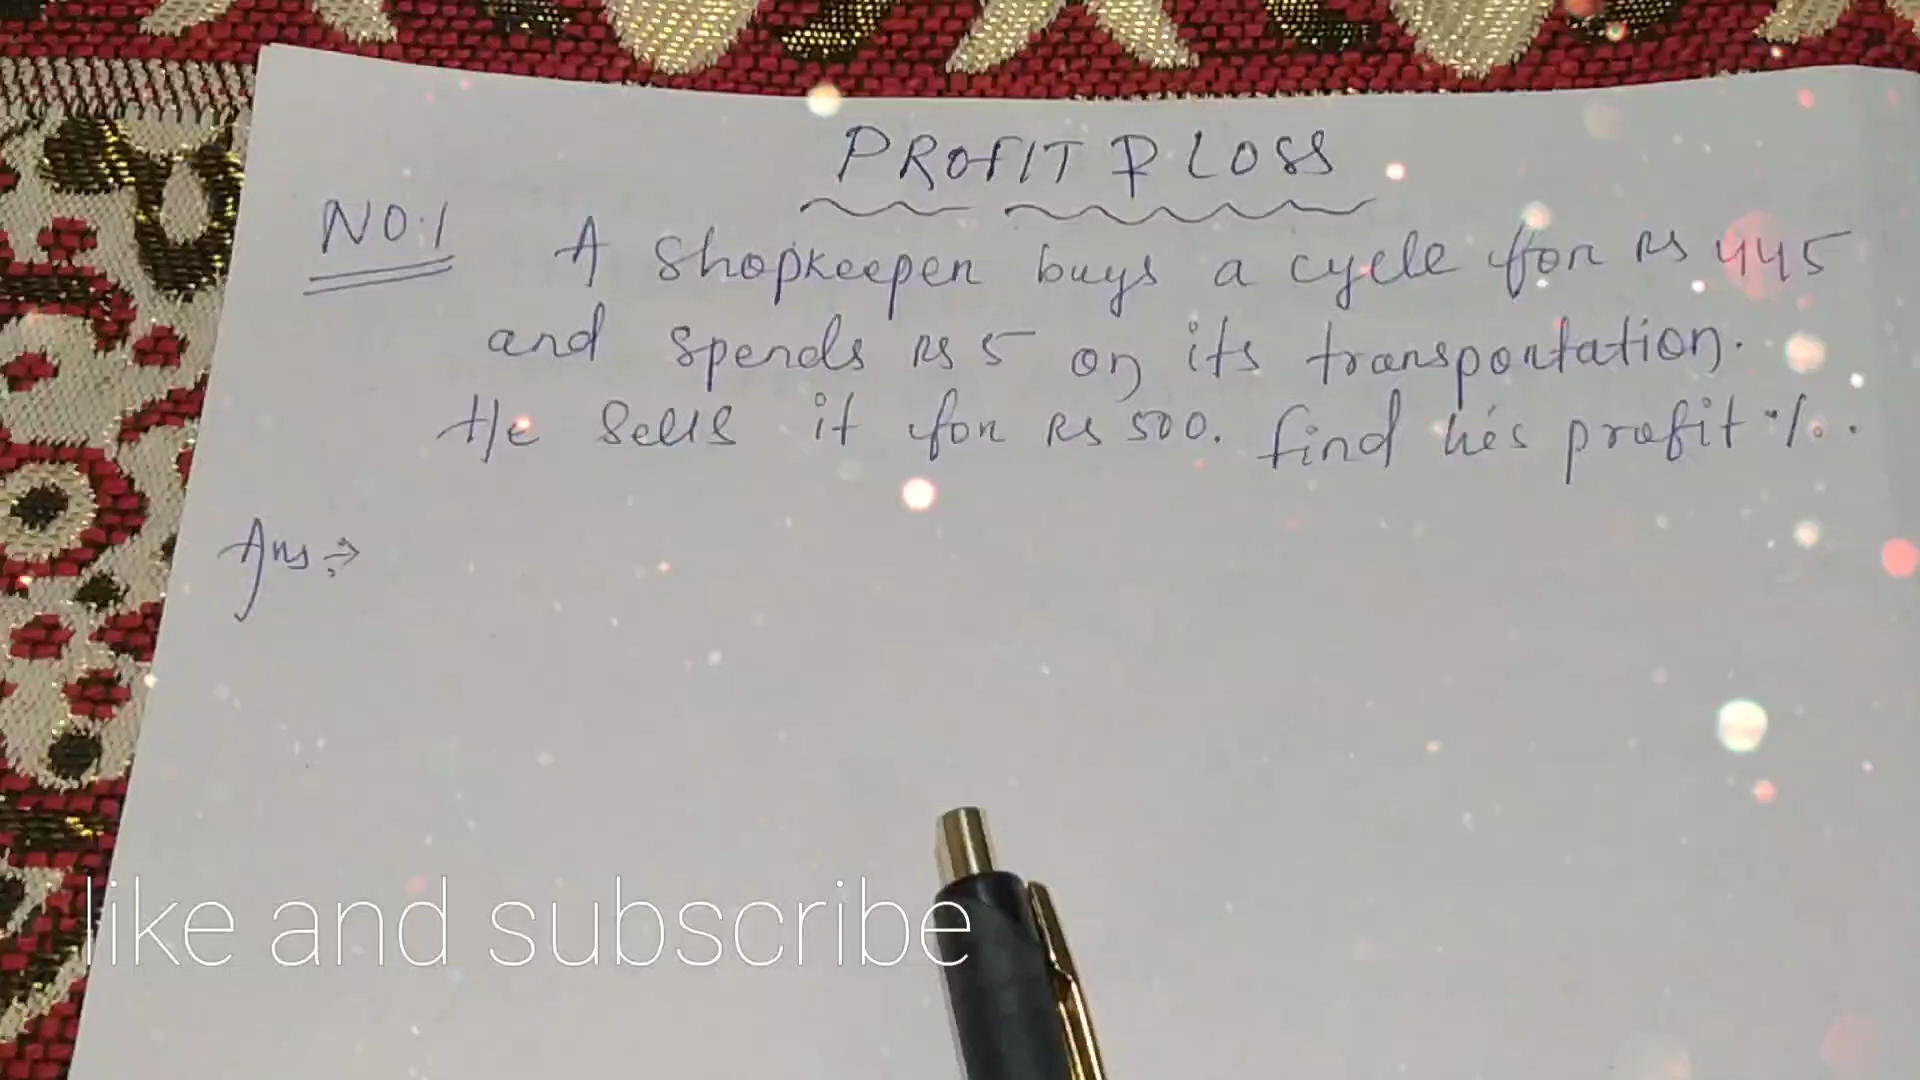 PROFIT & LOSS
NO.1 A shopkeeper buys a cycle for Rs 445
and spends Rs 5 on its transportation.
He sells it for Rs 500. find his profit %.
Ans :→
like and subscribe